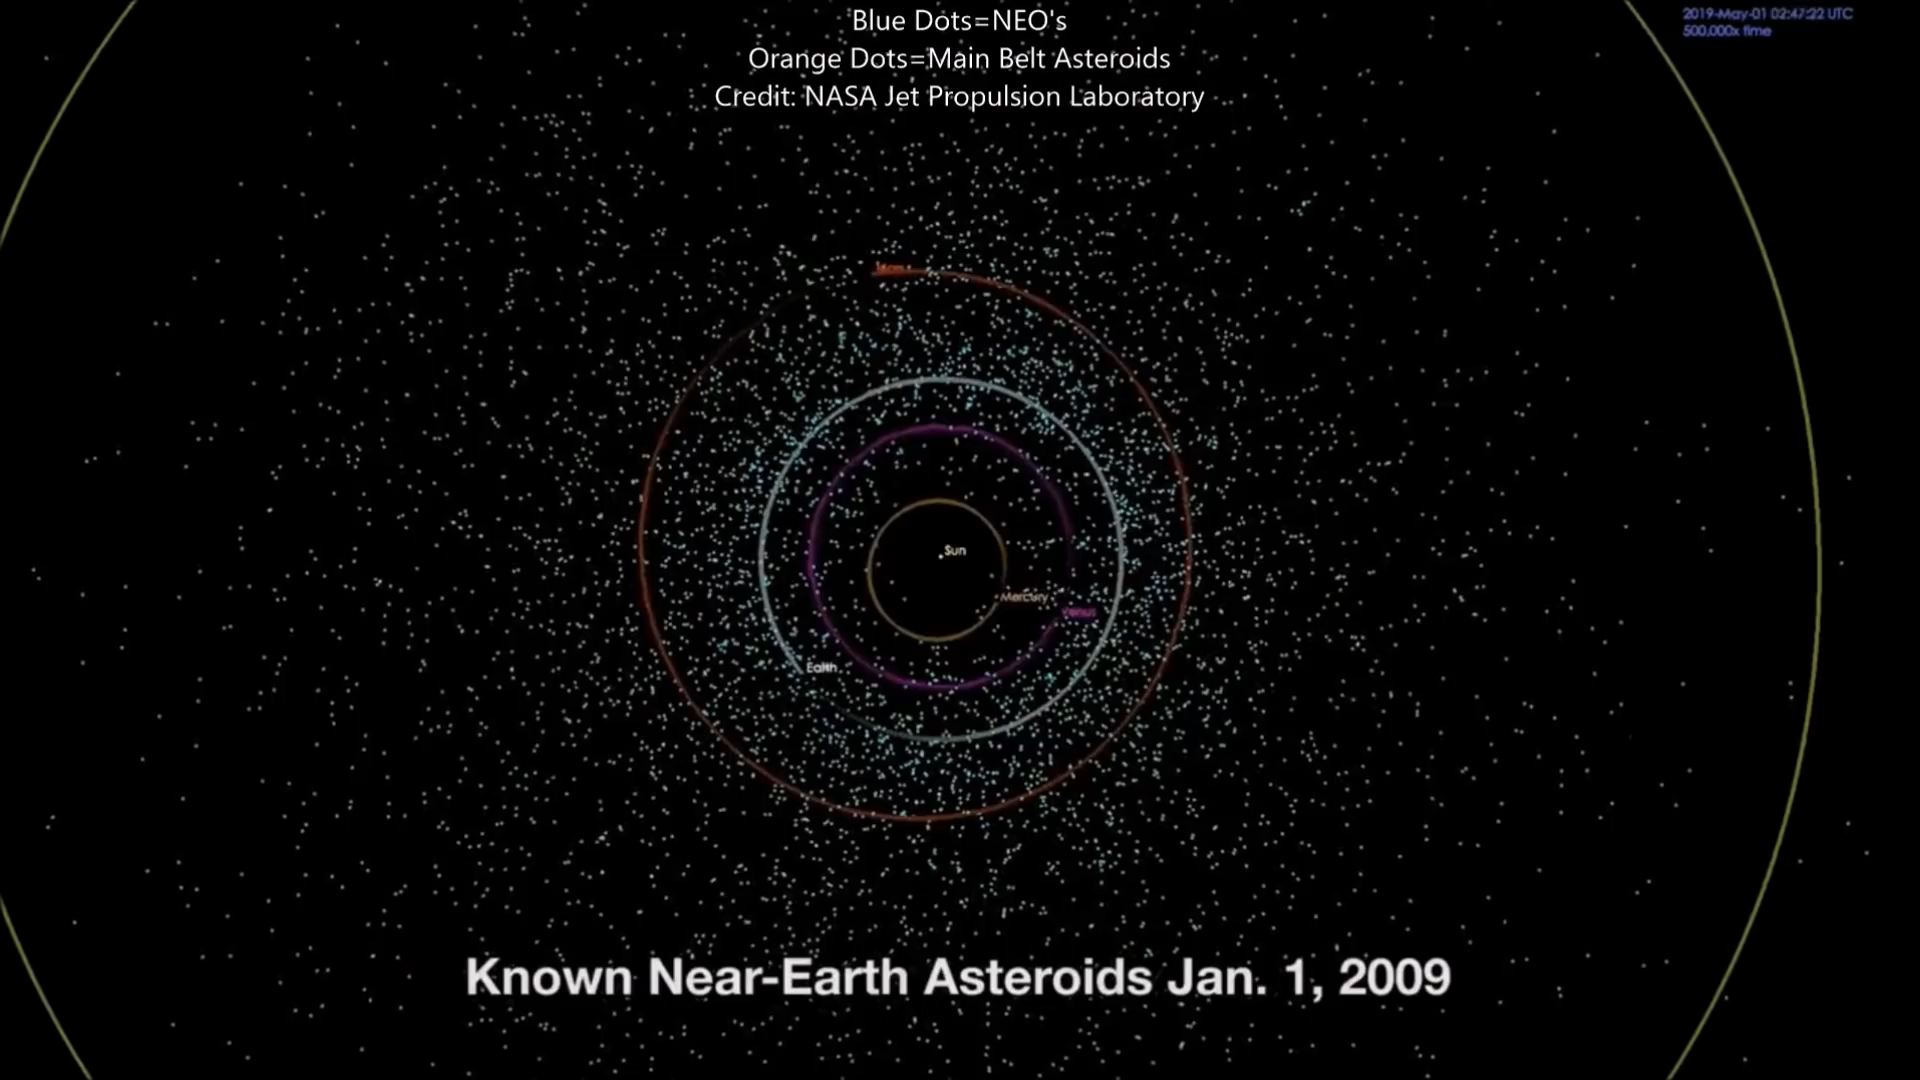 Blue Dots=NEO's
Orange Dots=Main Belt Asteroids
Credit: NASA Jet Propulsion Laboratory
2019-May-01 02:47:22 UTC
500,000x time
Mars
Sun
Mercury
Venus
Earth
Known Near-Earth Asteroids Jan. 1, 2009